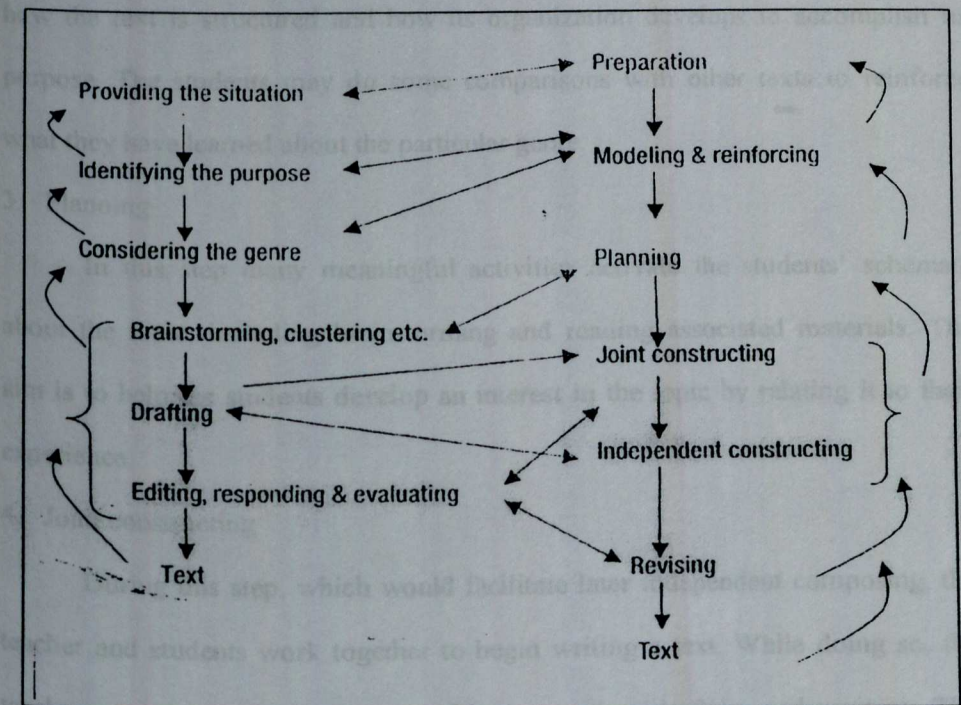 Preparation
Providing the situation
Modeling & reinforcing
Identifying the purpose
Considering the genre
Planning
Brainstorming, clustering etc.
Joint constructing
Drafting
Independent constructing
Editing, responding & evaluating
Revising
Text
Text